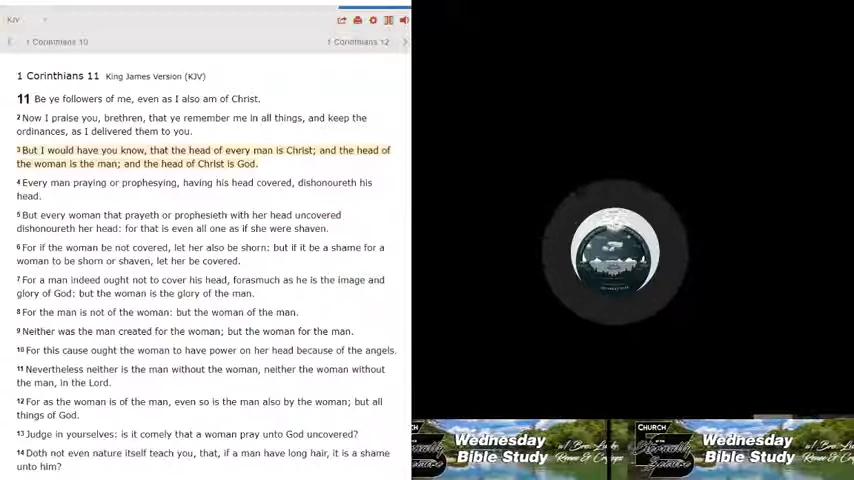 KJV
1 Corinthians 10
1 Corinthians 12
1 Corinthians 11 King James Version (KJV)
11 Be ye followers of me, even as I also am of Christ.
2 Now I praise you, brethren, that ye remember me in all things, and keep the
ordinances, as I delivered them to you.
3 But I would have you know, that the head of every man is Christ; and the head of
the woman is the man; and the head of Christ is God.
4 Every man praying or prophesying, having his head covered, dishonoureth his
head.
5 But every woman that prayeth or prophesieth with her head uncovered
dishonoureth her head: for that is even all one as if she were shaven.
6 For if the woman be not covered, let her also be shorn: but if it be a shame for a
woman to be shorn or shaven, let her be covered.
7 For a man indeed ought not to cover his head, forasmuch as he is the image and
glory of God: but the woman is the glory of the man.
8 For the man is not of the woman: but the woman of the man.
9 Neither was the man created for the woman; but the woman for the man.
10 For this cause ought the woman to have power on her head because of the angels.
11 Nevertheless neither is the man without the woman, neither the woman without
the man, in the Lord.
12 For as the woman is of the man, even so is the man also by the woman; but all
things of God.
13 Judge in yourselves: is it comely that a woman pray unto God uncovered?
14 Doth not even nature itself teach you, that, if a man have long hair, it is a shame
unto him?
CHURCH
Eternally
Secure
Wednesday
Bible Study
CHURCH
OF THE
Eternally
Secure
Wednesday
Bible Study